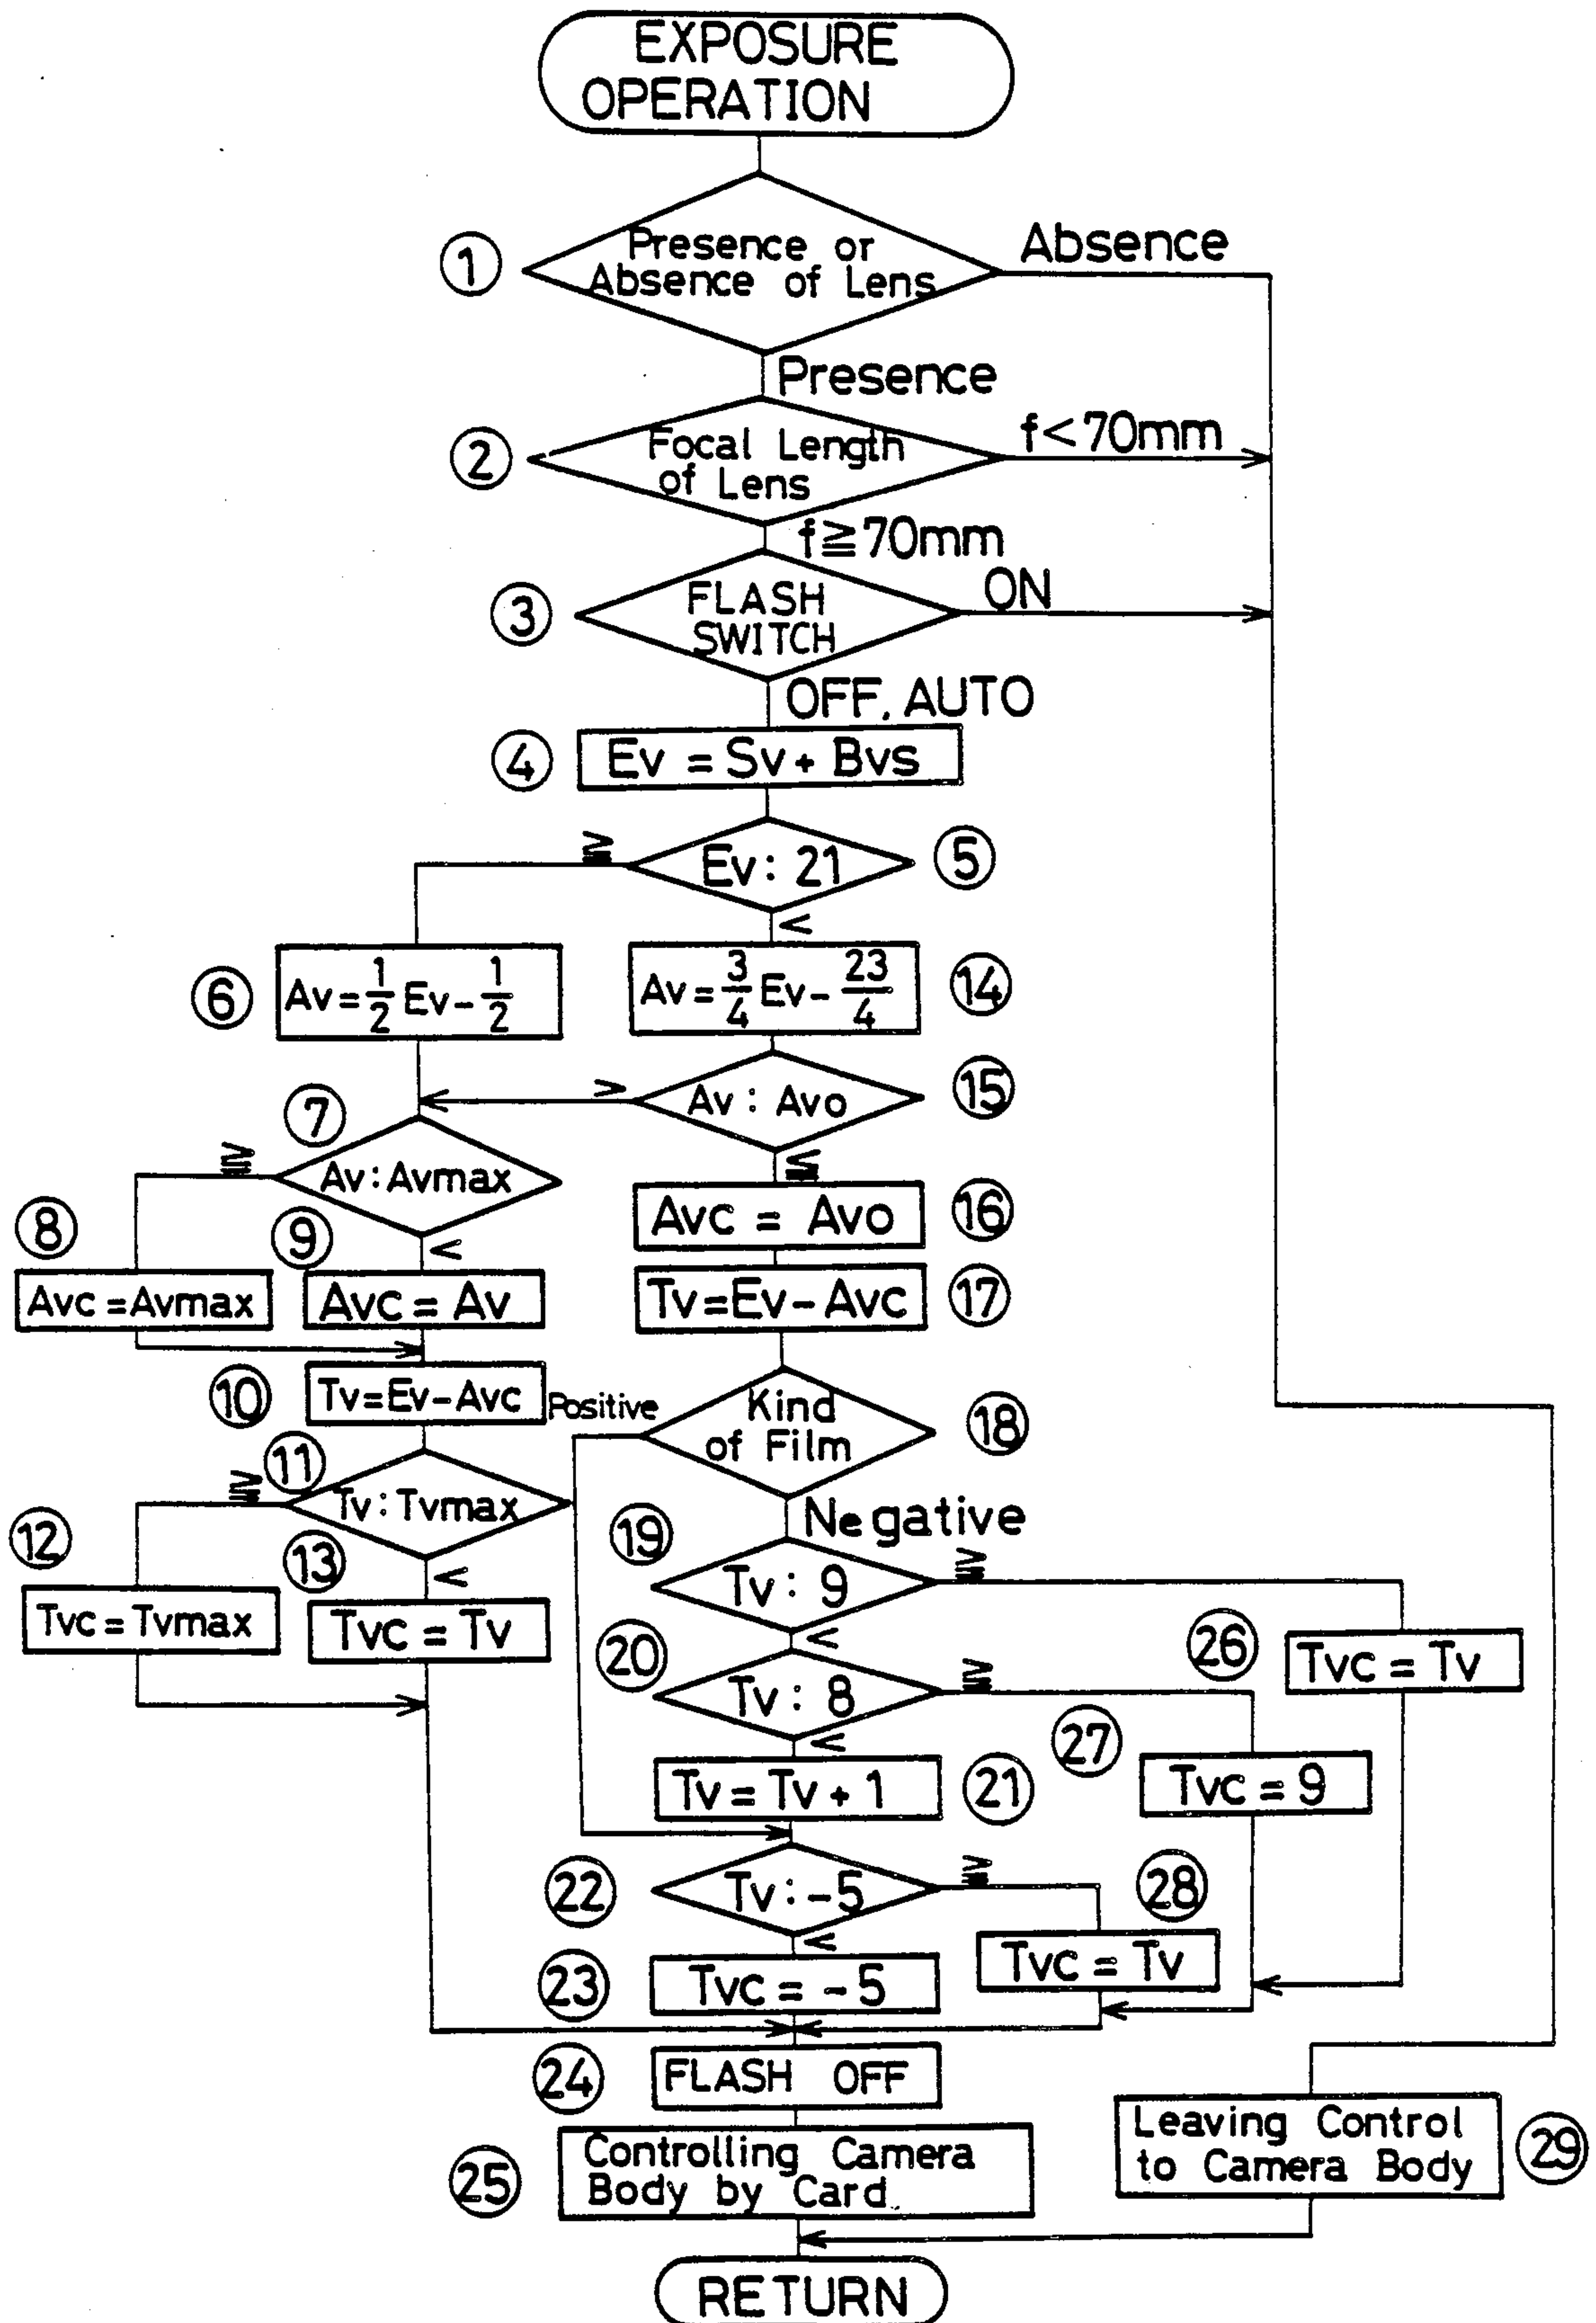 EXPOSURE
OPERATION
① Presence or
Absence of Lens
Absence
Presence
② Focal Length
of Lens
f<70mm
f≧70mm
③ FLASH
SWITCH
ON
OFF, AUTO
④ Ev = Sv + Bvs
≧
Ev : 21 ⑤
<
⑥ Av = 1/2 Ev - 1/2
Av = 3/4 Ev - 23/4 ⑭
>
Av : Avo ⑮
≦
⑦ Av : Avmax
≧
<
⑧ Avc = Avmax
⑨ Avc = Av
Avc = Avo ⑯
Tv = Ev - Avc ⑰
⑩ Tv = Ev - Avc
Positive
Kind
of Film ⑱
Negative
⑪ Tv : Tvmax
≧
<
⑫ Tvc = Tvmax
⑬ Tvc = Tv
⑲ Tv : 9
≧
<
⑳ Tv : 8
≧
<
㉖ Tvc = Tv
㉗ Tvc = 9
Tv = Tv + 1 ㉑
㉒ Tv : -5
≧
<
㉘ Tvc = Tv
㉓ Tvc = -5
㉔ FLASH OFF
㉕ Controlling Camera
Body by Card
Leaving Control
to Camera Body ㉙
RETURN